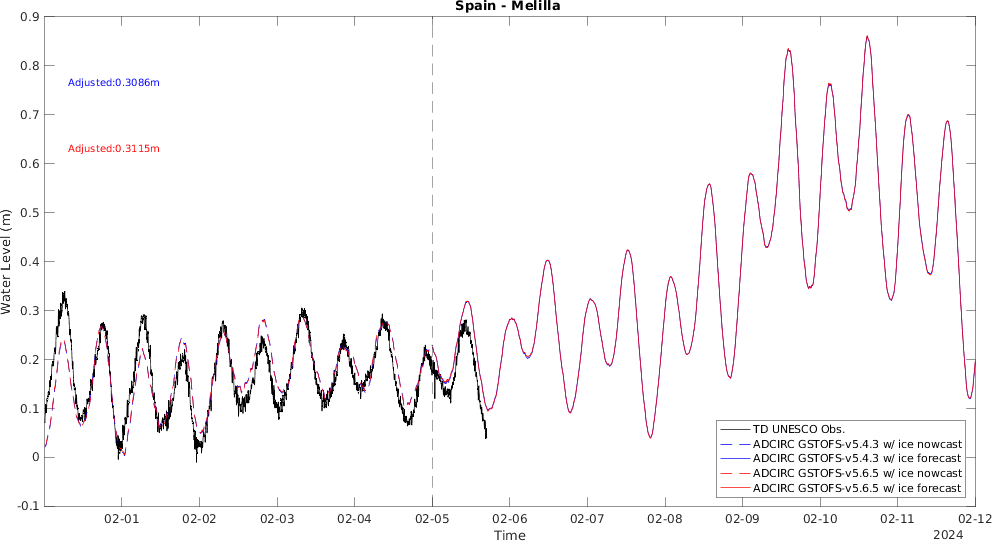 Spain - Melilla
0.9
0.8
0.7
0.6
0.5
0.4
0.3
0.2
0.1
0
-0.1
Water Level (m)
Adjusted:0.3086m
Adjusted:0.3115m
TD UNESCO Obs.
ADCIRC GSTOFS-v5.4.3 w/ ice nowcast
ADCIRC GSTOFS-v5.4.3 w/ ice forecast
ADCIRC GSTOFS-v5.6.5 w/ ice nowcast
ADCIRC GSTOFS-v5.6.5 w/ ice forecast
02-01 02-02 02-03 02-04 02-05 02-06 02-07 02-08 02-09 02-10 02-11 02-12
Time
2024